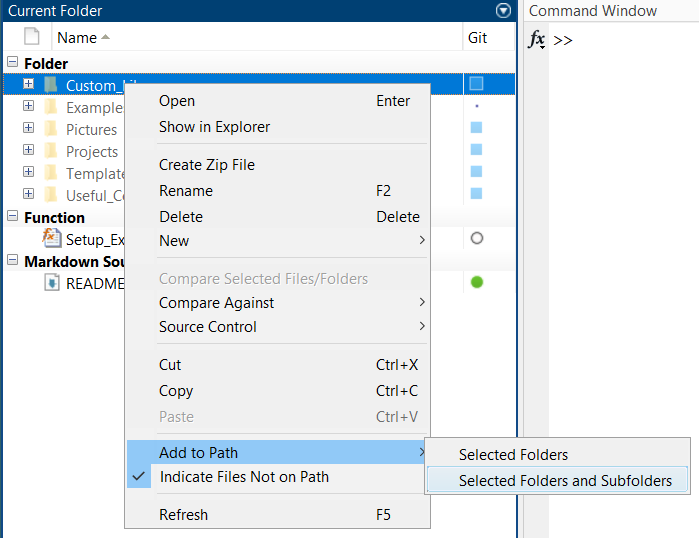 Current Folder
Name
Git
Folder
Custom_
Examples
Pictures
Projects
Template
Useful_Co
Function
Setup_Ex
Markdown Sou
README
Open Enter
Show in Explorer
Create Zip File
Rename F2
Delete Delete
New
Compare Selected Files/Folders
Compare Against
Source Control
Cut Ctrl+X
Copy Ctrl+C
Paste Ctrl+V
Add to Path
Indicate Files Not on Path
Refresh F5
Selected Folders
Selected Folders and Subfolders
Command Window
fx >>